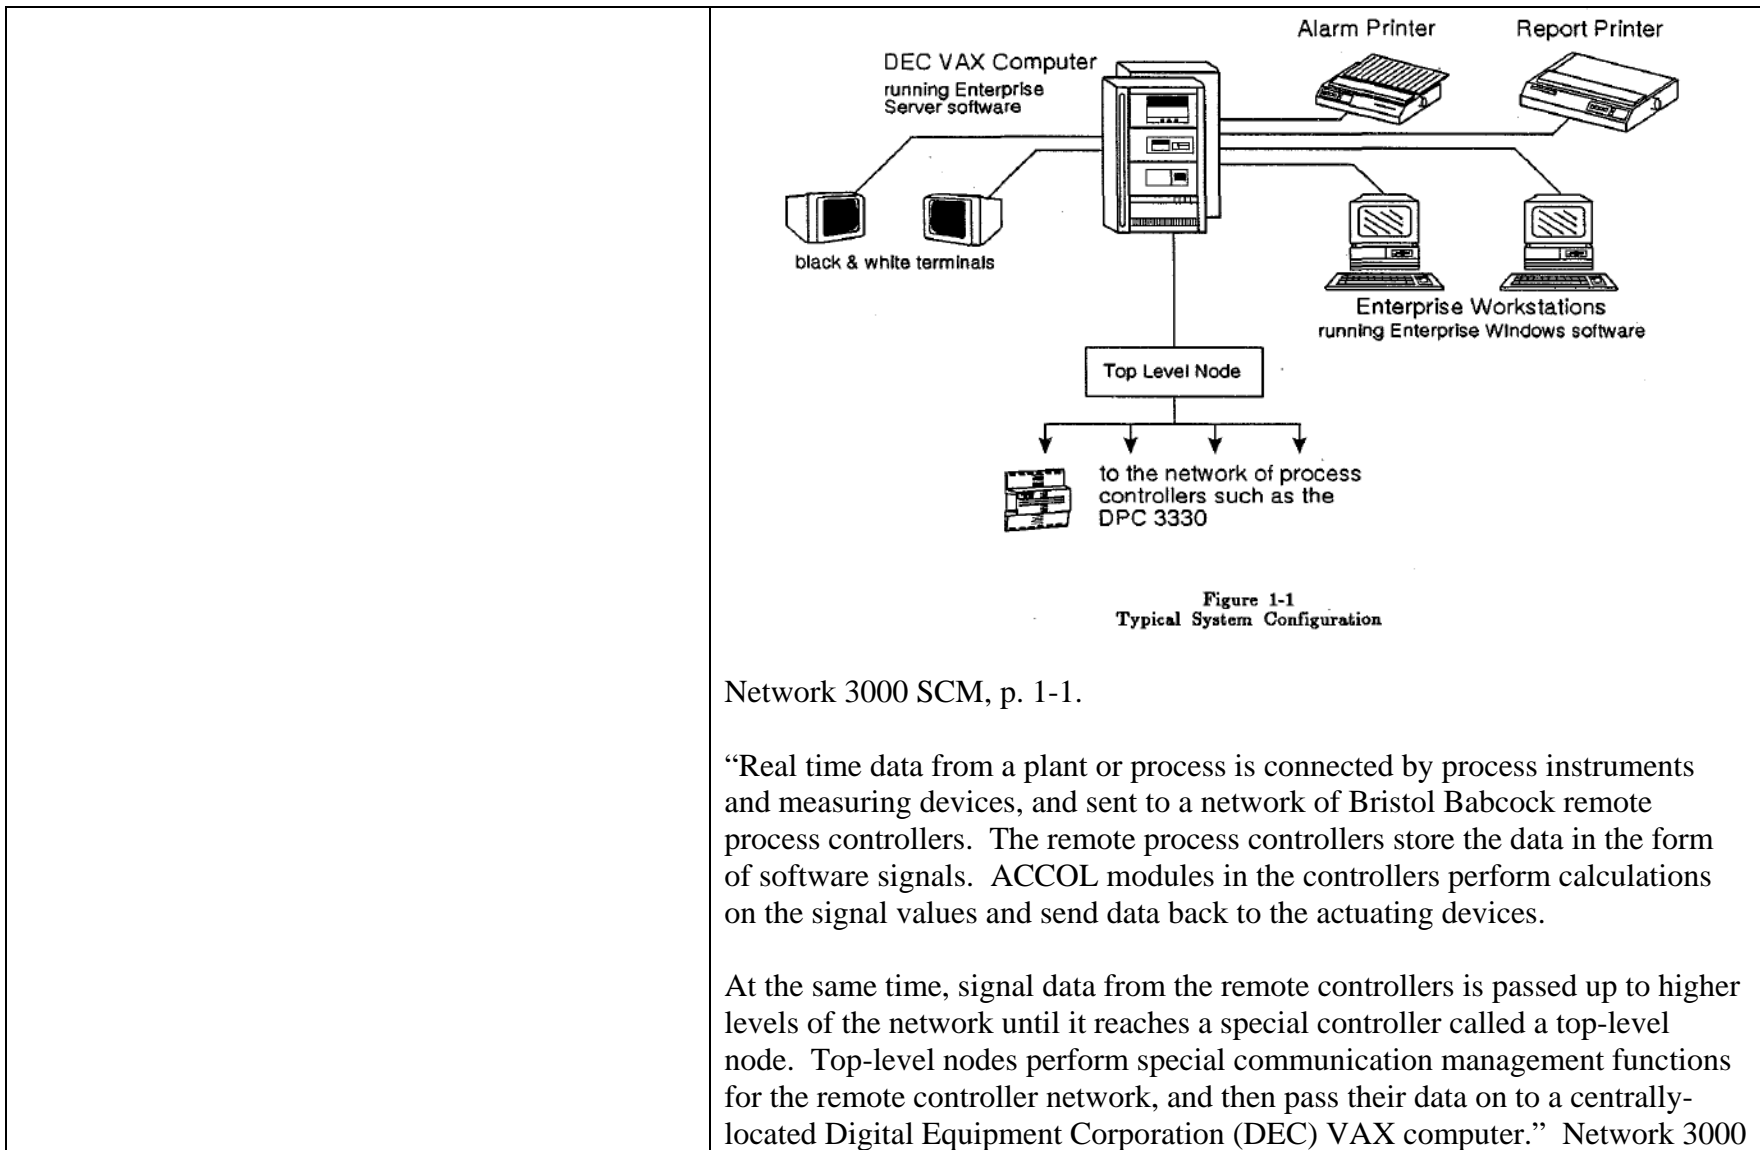 Alarm Printer
Report Printer
DEC VAX Computer
running Enterprise
Server software
black & white terminals
Enterprise Workstations
running Enterprise Windows software
Top Level Node
to the network of process
controllers such as the
DPC 3330
Figure 1-1
Typical System Configuration
Network 3000 SCM, p. 1-1.
“Real time data from a plant or process is connected by process instruments
and measuring devices, and sent to a network of Bristol Babcock remote
process controllers.  The remote process controllers store the data in the form
of software signals.  ACCOL modules in the controllers perform calculations
on the signal values and send data back to the actuating devices.
At the same time, signal data from the remote controllers is passed up to higher
levels of the network until it reaches a special controller called a top-level
node.  Top-level nodes perform special communication management functions
for the remote controller network, and then pass their data on to a centrally-
located Digital Equipment Corporation (DEC) VAX computer.”  Network 3000